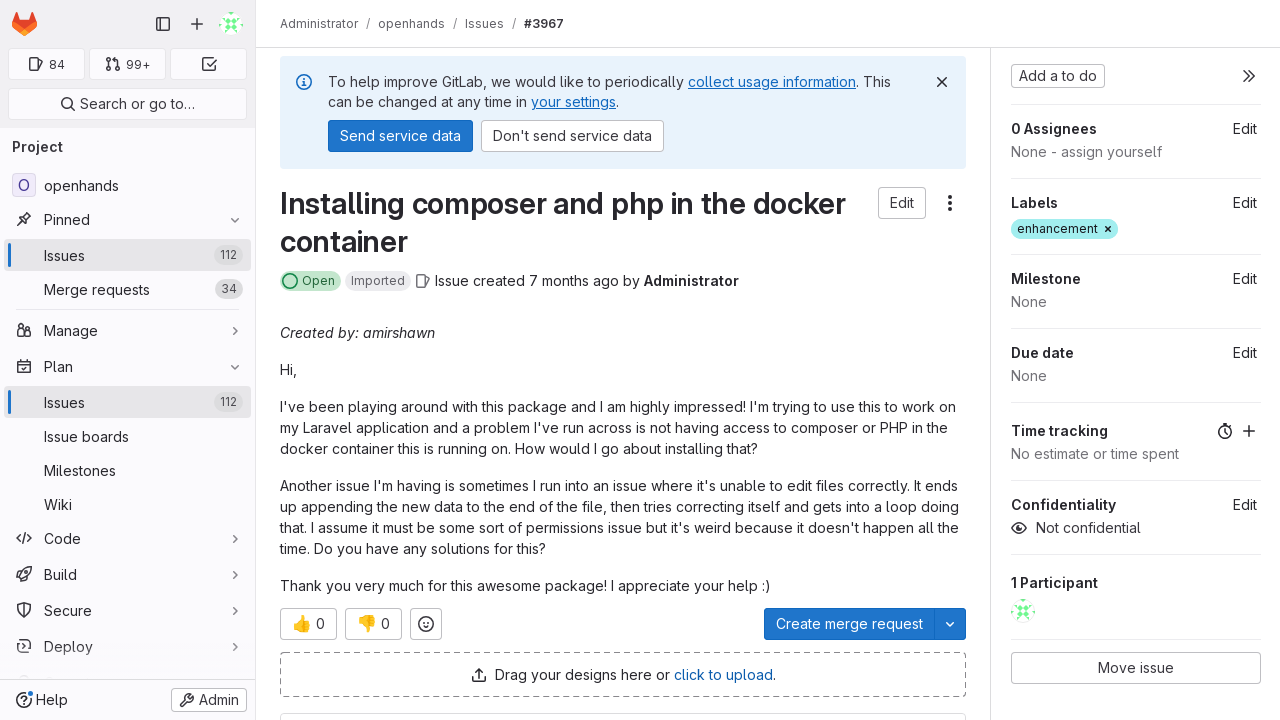 Administrator / openhands / Issues / #3967
84
99+
Search or go to…
Project
O openhands
Pinned
Issues 112
Merge requests 34
Manage
Plan
Issues 112
Issue boards
Milestones
Wiki
Code
Build
Secure
Deploy
Help
Admin
To help improve GitLab, we would like to periodically collect usage information. This
can be changed at any time in your settings.
Send service data
Don't send service data
Installing composer and php in the docker
container
Edit
Open Imported Issue created 7 months ago by Administrator
Created by: amirshawn
Hi,
I've been playing around with this package and I am highly impressed! I'm trying to use this to work on
my Laravel application and a problem I've run across is not having access to composer or PHP in the
docker container this is running on. How would I go about installing that?
Another issue I'm having is sometimes I run into an issue where it's unable to edit files correctly. It ends
up appending the new data to the end of the file, then tries correcting itself and gets into a loop doing
that. I assume it must be some sort of permissions issue but it's weird because it doesn't happen all the
time. Do you have any solutions for this?
Thank you very much for this awesome package! I appreciate your help :)
👍 0
👎 0
Create merge request
Drag your designs here or click to upload.
Add a to do
0 Assignees Edit
None - assign yourself
Labels Edit
enhancement ×
Milestone Edit
None
Due date Edit
None
Time tracking
No estimate or time spent
Confidentiality Edit
Not confidential
1 Participant
Move issue